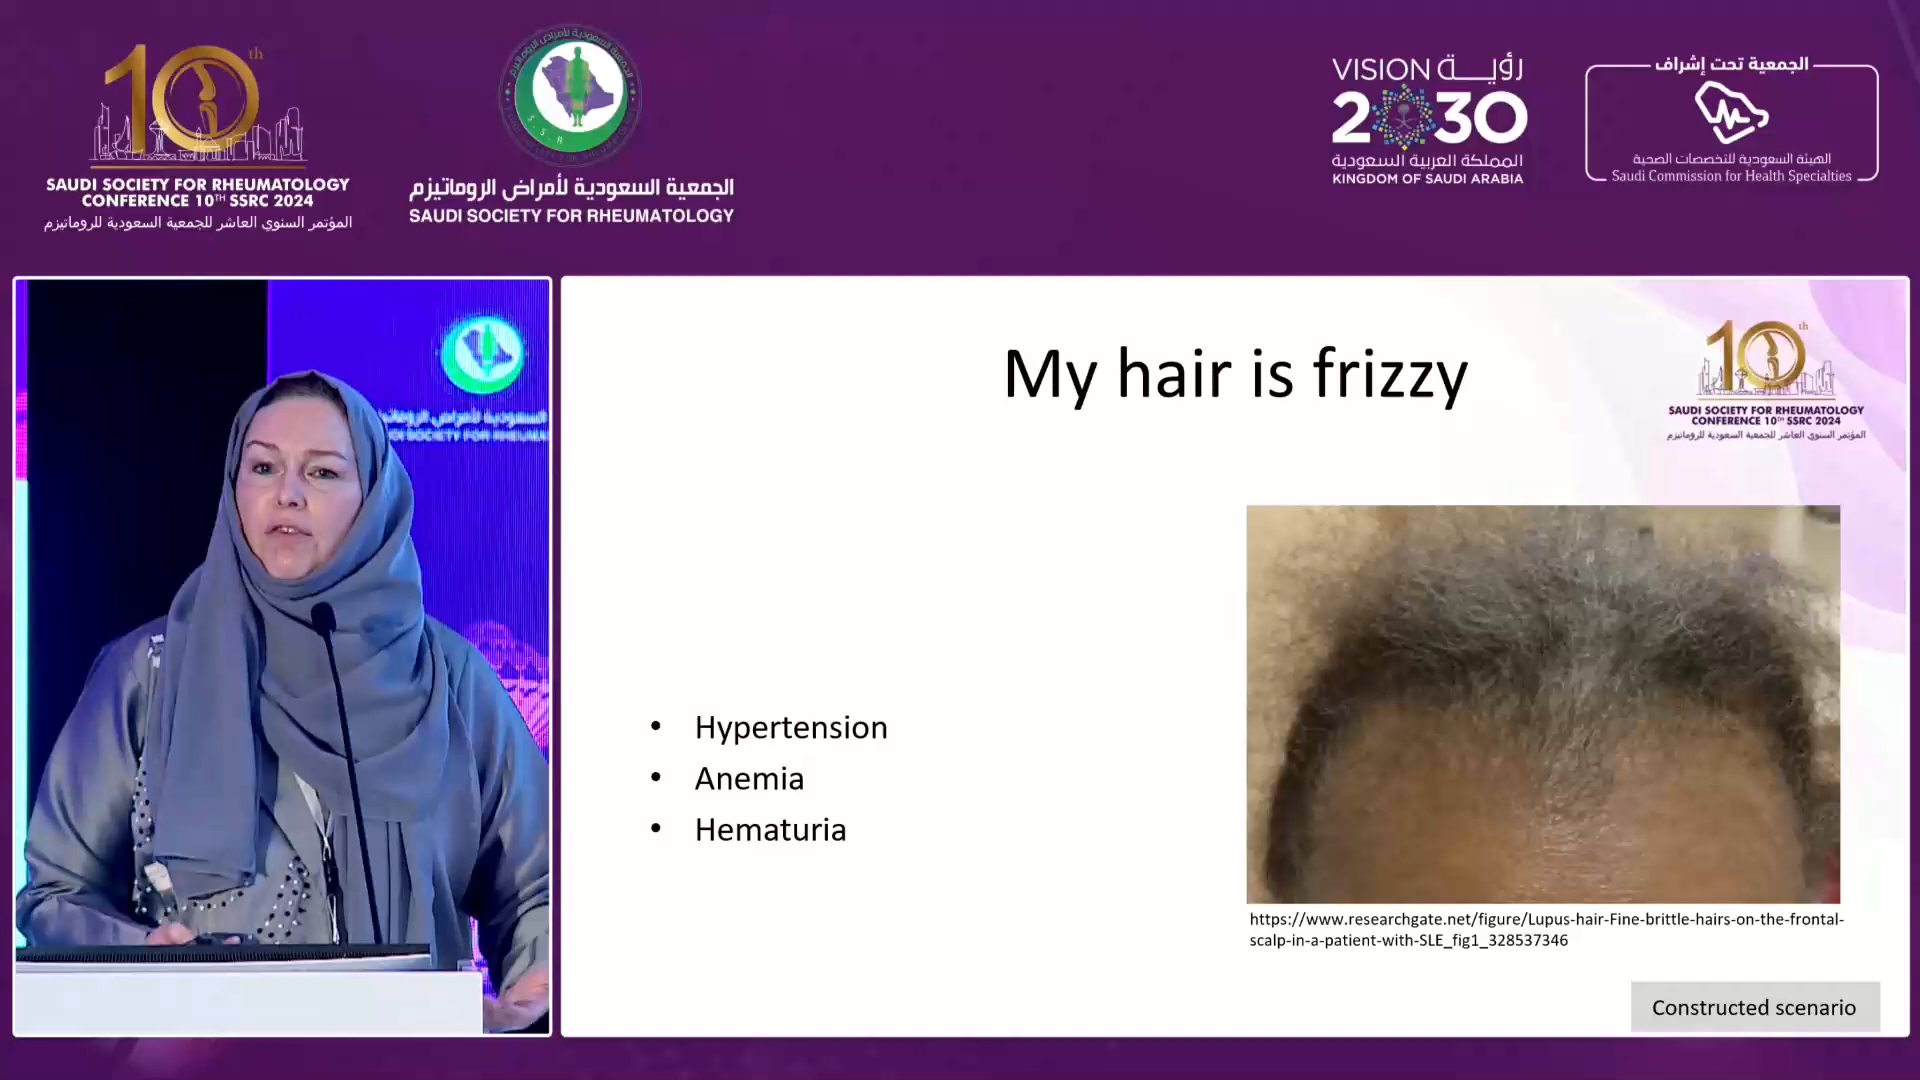 10th
SAUDI SOCIETY FOR RHEUMATOLOGY
CONFERENCE 10TH SSRC 2024
المؤتمر السنوي العاشر للجمعية السعودية للروماتيزم
الجمعية السعودية لأمراض الروماتيزم
S.S.R
الجمعية السعودية لأمراض الروماتيزم
SAUDI SOCIETY FOR RHEUMATOLOGY
VISION رؤية
2030
المملكة العربية السعودية
KINGDOM OF SAUDI ARABIA
الجمعية تحت إشراف
الهيئة السعودية للتخصصات الصحية
Saudi Commission for Health Specialties
My hair is frizzy
10th
SAUDI SOCIETY FOR RHEUMATOLOGY
CONFERENCE 10TH SSRC 2024
المؤتمر السنوي العاشر للجمعية السعودية للروماتيزم
• Hypertension
• Anemia
• Hematuria
https://www.researchgate.net/figure/Lupus-hair-Fine-brittle-hairs-on-the-frontal-
scalp-in-a-patient-with-SLE_fig1_328537346
Constructed scenario